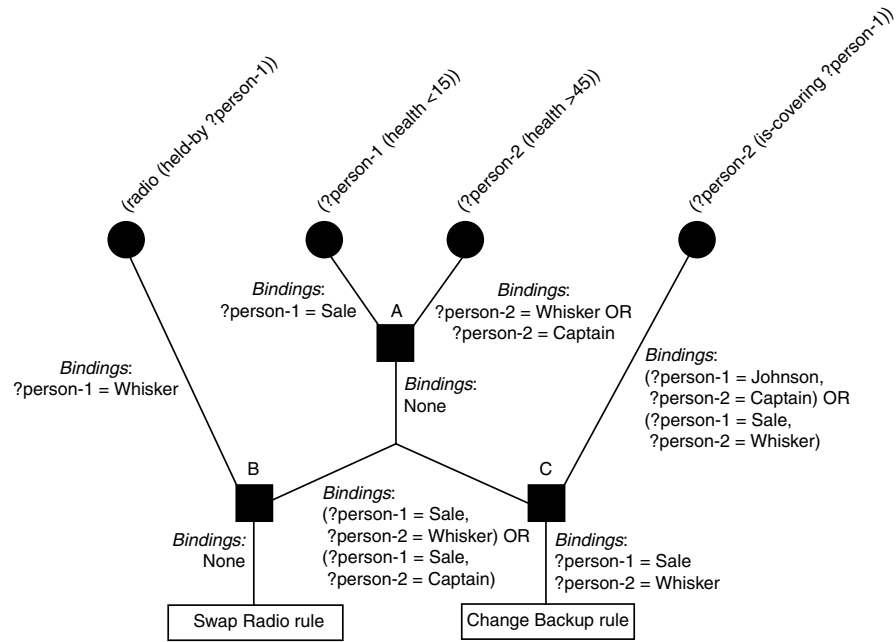 (radio (held-by ?person-1))
(?person-1 (health <15))
(?person-2 (health >45))
(?person-2 (is-covering ?person-1))
Bindings:
?person-1 = Sale
A
Bindings:
?person-2 = Whisker OR
?person-2 = Captain
Bindings:
?person-1 = Whisker
Bindings:
None
Bindings:
(?person-1 = Johnson,
?person-2 = Captain) OR
(?person-1 = Sale,
?person-2 = Whisker)
B
C
Bindings:
None
Bindings:
(?person-1 = Sale,
?person-2 = Whisker) OR
(?person-1 = Sale,
?person-2 = Captain)
Bindings:
?person-1 = Sale
?person-2 = Whisker
Swap Radio rule
Change Backup rule